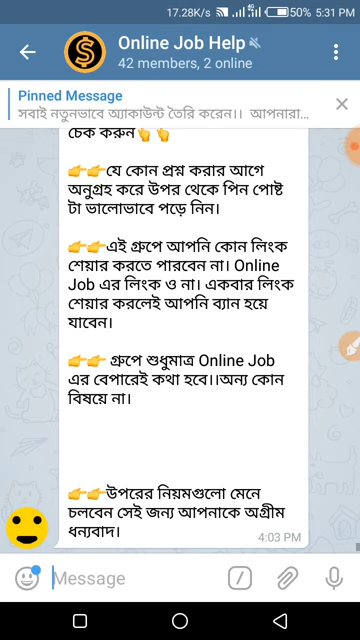 17.28K/s 4G 50% 5:31 PM
Online Job Help
42 members, 2 online
Pinned Message
সবাই নতুনভাবে অ্যাকাউন্ট তৈরি করেন।। আপনারা...
চেক করুন👆👆
👉👉যে কোন প্রশ্ন করার আগে
অনুগ্রহ করে উপর থেকে পিন পোষ্ট
টা ভালোভাবে পড়ে নিন।
👉👉এই গ্রুপে আপনি কোন লিংক
শেয়ার করতে পারবেন না। Online
Job এর লিংক ও না। একবার লিংক
শেয়ার করলেই আপনি ব্যান হয়ে
যাবেন।
👉👉 গ্রুপে শুধুমাত্র Online Job
এর বেপারেই কথা হবে।।অন্য কোন
বিষয়ে না।
👉👉উপরের নিয়মগুলো মেনে
চলবেন সেই জন্য আপনাকে অগ্রীম
ধন্যবাদ।
4:03 PM
Message